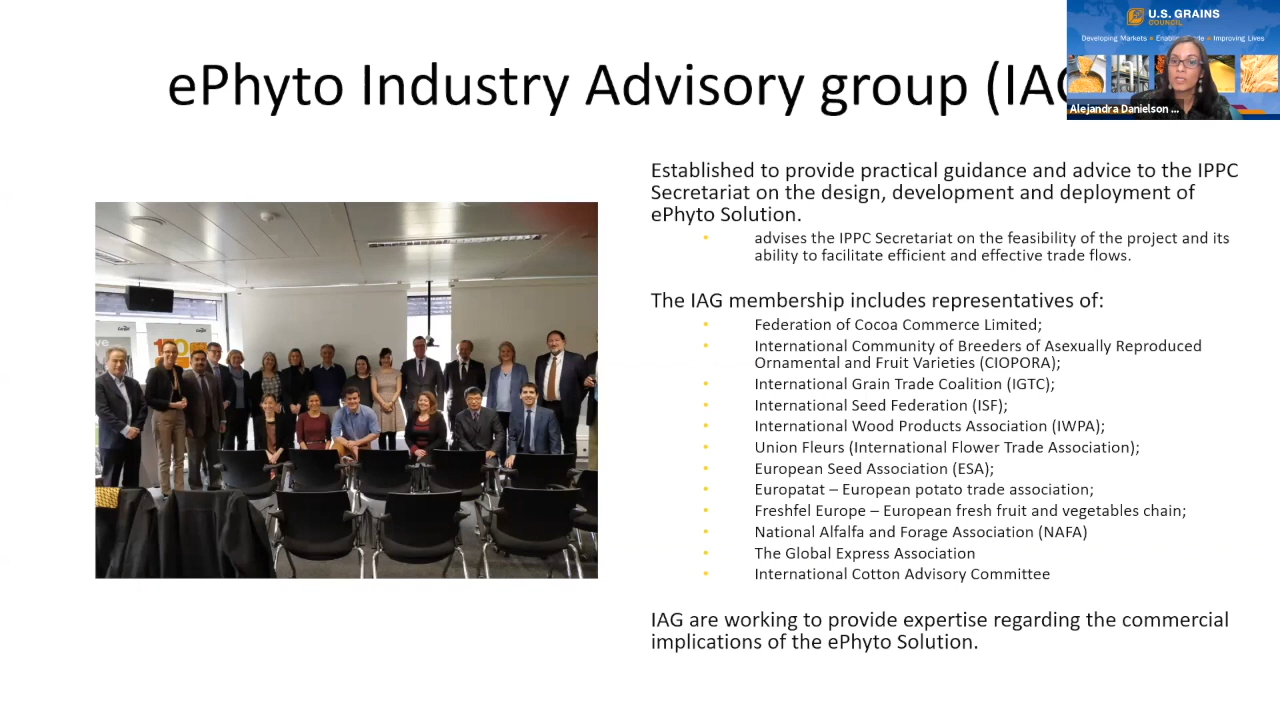 U.S. GRAINS
COUNCIL
Developing Markets Improving Lives
Alejandra Danielson ...
ePhyto Industry Advisory group (IAG
Established to provide practical guidance and advice to the IPPC
Secretariat on the design, development and deployment of
ePhyto Solution.
• advises the IPPC Secretariat on the feasibility of the project and its
ability to facilitate efficient and effective trade flows.
The IAG membership includes representatives of:
• Federation of Cocoa Commerce Limited;
• International Community of Breeders of Asexually Reproduced
Ornamental and Fruit Varieties (CIOPORA);
• International Grain Trade Coalition (IGTC);
• International Seed Federation (ISF);
• International Wood Products Association (IWPA);
• Union Fleurs (International Flower Trade Association);
• European Seed Association (ESA);
• Europatat – European potato trade association;
• Freshfel Europe – European fresh fruit and vegetables chain;
• National Alfalfa and Forage Association (NAFA)
• The Global Express Association
• International Cotton Advisory Committee
IAG are working to provide expertise regarding the commercial
implications of the ePhyto Solution.